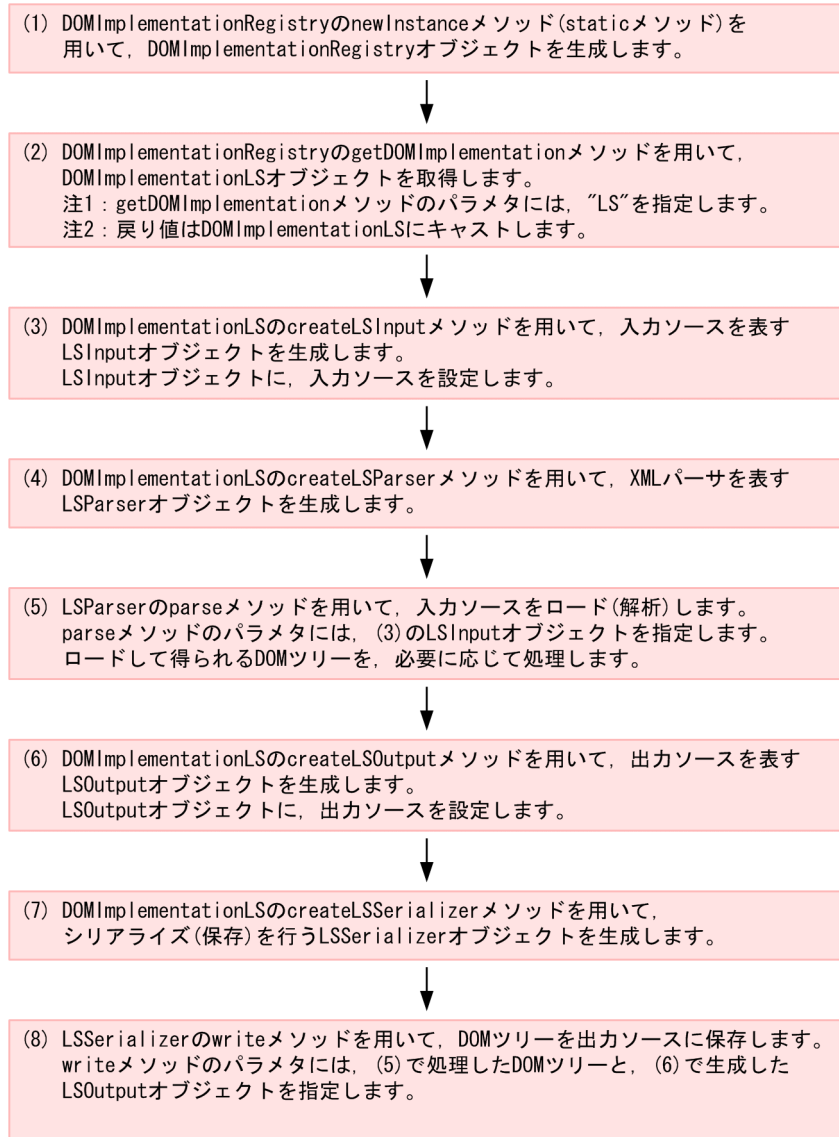 (1) DOMImplementationRegistryのnewInstanceメソッド(staticメソッド)を
用いて，DOMImplementationRegistryオブジェクトを生成します。
(2) DOMImplementationRegistryのgetDOMImplementationメソッドを用いて，
DOMImplementationLSオブジェクトを取得します。
注1：getDOMImplementationメソッドのパラメタには，"LS"を指定します。
注2：戻り値はDOMImplementationLSにキャストします。
(3) DOMImplementationLSのcreateLSInputメソッドを用いて，入力ソースを表す
LSInputオブジェクトを生成します。
LSInputオブジェクトに，入力ソースを設定します。
(4) DOMImplementationLSのcreateLSParserメソッドを用いて，XMLパーサを表す
LSParserオブジェクトを生成します。
(5) LSParserのparseメソッドを用いて，入力ソースをロード(解析)します。
parseメソッドのパラメタには，(3)のLSInputオブジェクトを指定します。
ロードして得られるDOMツリーを，必要に応じて処理します。
(6) DOMImplementationLSのcreateLSOutputメソッドを用いて，出力ソースを表す
LSOutputオブジェクトを生成します。
LSOutputオブジェクトに，出力ソースを設定します。
(7) DOMImplementationLSのcreateLSSerializerメソッドを用いて，
シリアライズ(保存)を行うLSSerializerオブジェクトを生成します。
(8) LSSerializerのwriteメソッドを用いて，DOMツリーを出力ソースに保存します。
writeメソッドのパラメタには，(5)で処理したDOMツリーと，(6)で生成した
LSOutputオブジェクトを指定します。